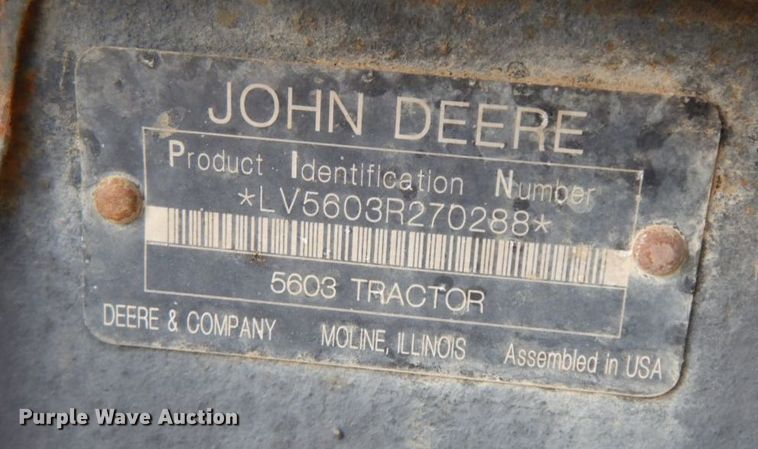 JOHN DEERE
Product Identification Number
*LV5603R270288*
5603 TRACTOR
DEERE & COMPANY MOLINE, ILLINOIS Assembled in USA
Purple Wave Auction